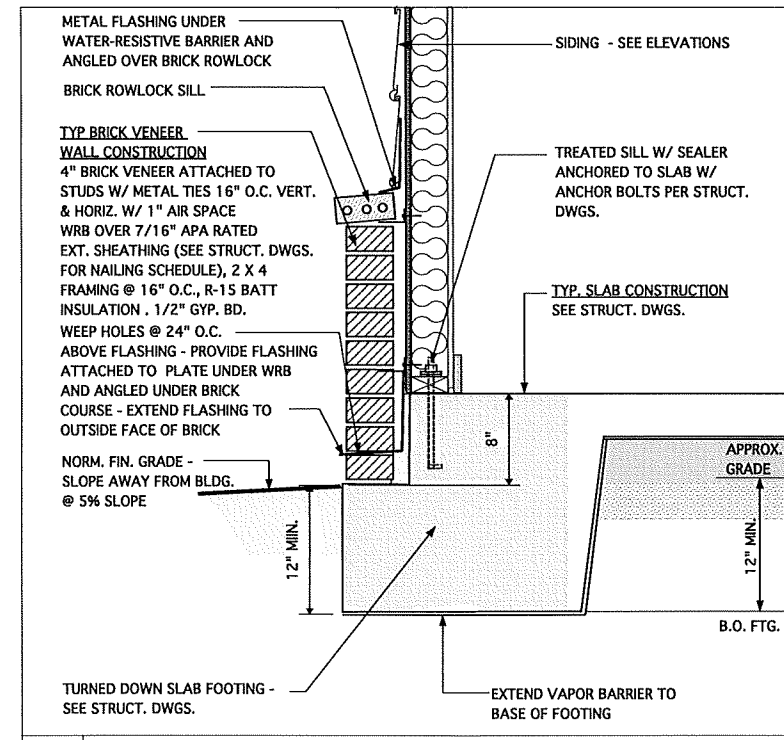 METAL FLASHING UNDER
WATER-RESISTIVE BARRIER AND
ANGLED OVER BRICK ROWLOCK
BRICK ROWLOCK SILL
TYP BRICK VENEER
WALL CONSTRUCTION
4" BRICK VENEER ATTACHED TO
STUDS W/ METAL TIES 16" O.C. VERT.
& HORIZ. W/ 1" AIR SPACE
WRB OVER 7/16" APA RATED
EXT. SHEATHING (SEE STRUCT. DWGS.
FOR NAILING SCHEDULE), 2 X 4
FRAMING @ 16" O.C., R-15 BATT
INSULATION . 1/2" GYP. BD.
WEEP HOLES @ 24" O.C.
ABOVE FLASHING - PROVIDE FLASHING
ATTACHED TO PLATE UNDER WRB
AND ANGLED UNDER BRICK
COURSE - EXTEND FLASHING TO
OUTSIDE FACE OF BRICK
NORM. FIN. GRADE -
SLOPE AWAY FROM BLDG.
@ 5% SLOPE
12" MIIN.
TURNED DOWN SLAB FOOTING -
SEE STRUCT. DWGS.
SIDING - SEE ELEVATIONS
TREATED SILL W/ SEALER
ANCHORED TO SLAB W/
ANCHOR BOLTS PER STRUCT.
DWGS.
TYP. SLAB CONSTRUCTION
SEE STRUCT. DWGS.
8"
APPROX.
GRADE
12" MIN.
B.O. FTG.
EXTEND VAPOR BARRIER TO
BASE OF FOOTING